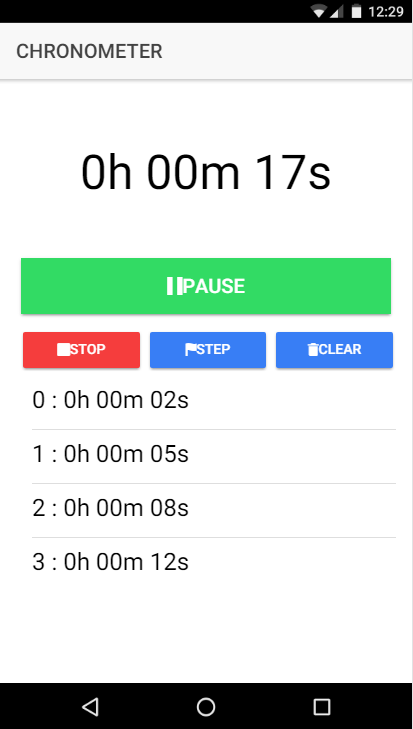 12:29
CHRONOMETER
0h 00m 17s
PAUSE
STOP STEP CLEAR
0 : 0h 00m 02s
1 : 0h 00m 05s
2 : 0h 00m 08s
3 : 0h 00m 12s